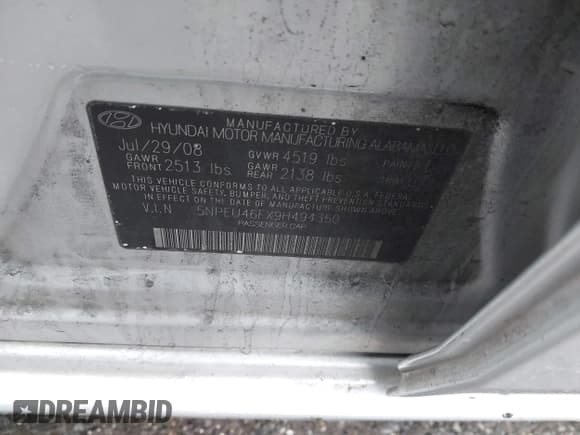 MANUFACTURED BY
HYUNDAI MOTOR MANUFACTURING ALABAMA, LLC
Jul/29/08 GVWR 4519 lbs
GAWR FRONT 2513 lbs GAWR REAR 2138 lbs
THIS VEHICLE CONFORMS TO ALL APPLICABLE U.S.A. FEDERAL
MOTOR VEHICLE SAFETY, BUMPER, AND THEFT PREVENTION STANDARDS
IN EFFECT ON THE DATE OF MANUFACTURE SHOWN ABOVE
V.I.N 5NPEU46FX9H494350
PASSENGER CAR
DREAMBID